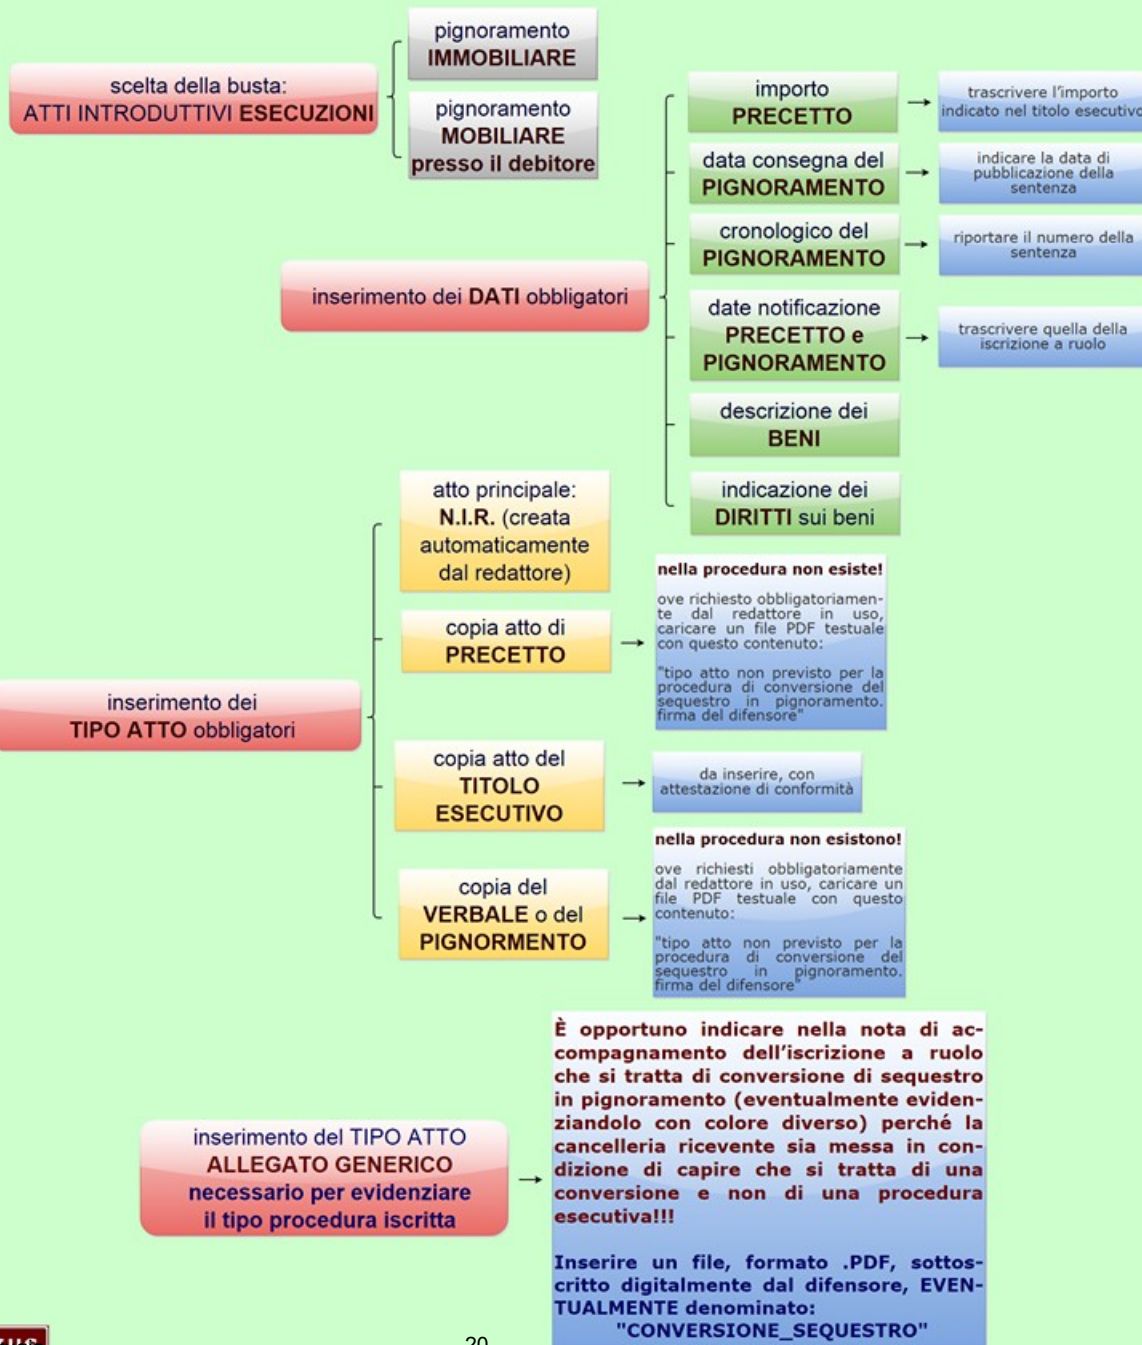 scelta della busta:
ATTI INTRODUTTIVI ESECUZIONI
pignoramento
IMMOBILIARE
pignoramento
MOBILIARE
presso il debitore
inserimento dei DATI obbligatori
importo
PRECETTO
trascrivere l'importo
indicato nel titolo esecutivo
data consegna del
PIGNORAMENTO
indicare la data di
pubblicazione della
sentenza
cronologico del
PIGNORAMENTO
riportare il numero della
sentenza
date notificazione
PRECETTO e
PIGNORAMENTO
trascrivere quella della
iscrizione a ruolo
descrizione dei
BENI
indicazione dei
DIRITTI sui beni
inserimento dei
TIPO ATTO obbligatori
atto principale:
N.I.R. (creata
automaticamente
dal redattore)
copia atto di
PRECETTO
nella procedura non esiste!
ove richiesto obbligatoriamen-
te dal redattore in uso,
caricare un file PDF testuale
con questo contenuto:
"tipo atto non previsto per la
procedura di conversione del
sequestro in pignoramento.
firma del difensore"
copia atto del
TITOLO
ESECUTIVO
da inserire, con
attestazione di conformità
copia del
VERBALE o del
PIGNORMENTO
nella procedura non esistono!
ove richiesti obbligatoriamente
dal redattore in uso, caricare un
file PDF testuale con questo
contenuto:
"tipo atto non previsto per la
procedura di conversione del
sequestro in pignoramento.
firma del difensore"
inserimento del TIPO ATTO
ALLEGATO GENERICO
necessario per evidenziare
il tipo procedura iscritta
È opportuno indicare nella nota di ac-
compagnamento dell'iscrizione a ruolo
che si tratta di conversione di sequestro
in pignoramento (eventualmente eviden-
ziandolo con colore diverso) perché la
cancelleria ricevente sia messa in con-
dizione di capire che si tratta di una
conversione e non di una procedura
esecutiva!!!
Inserire un file, formato .PDF, sottos-
critto digitalmente dal difensore, EVEN-
TUALMENTE denominato:
"CONVERSIONE_SEQUESTRO"
20